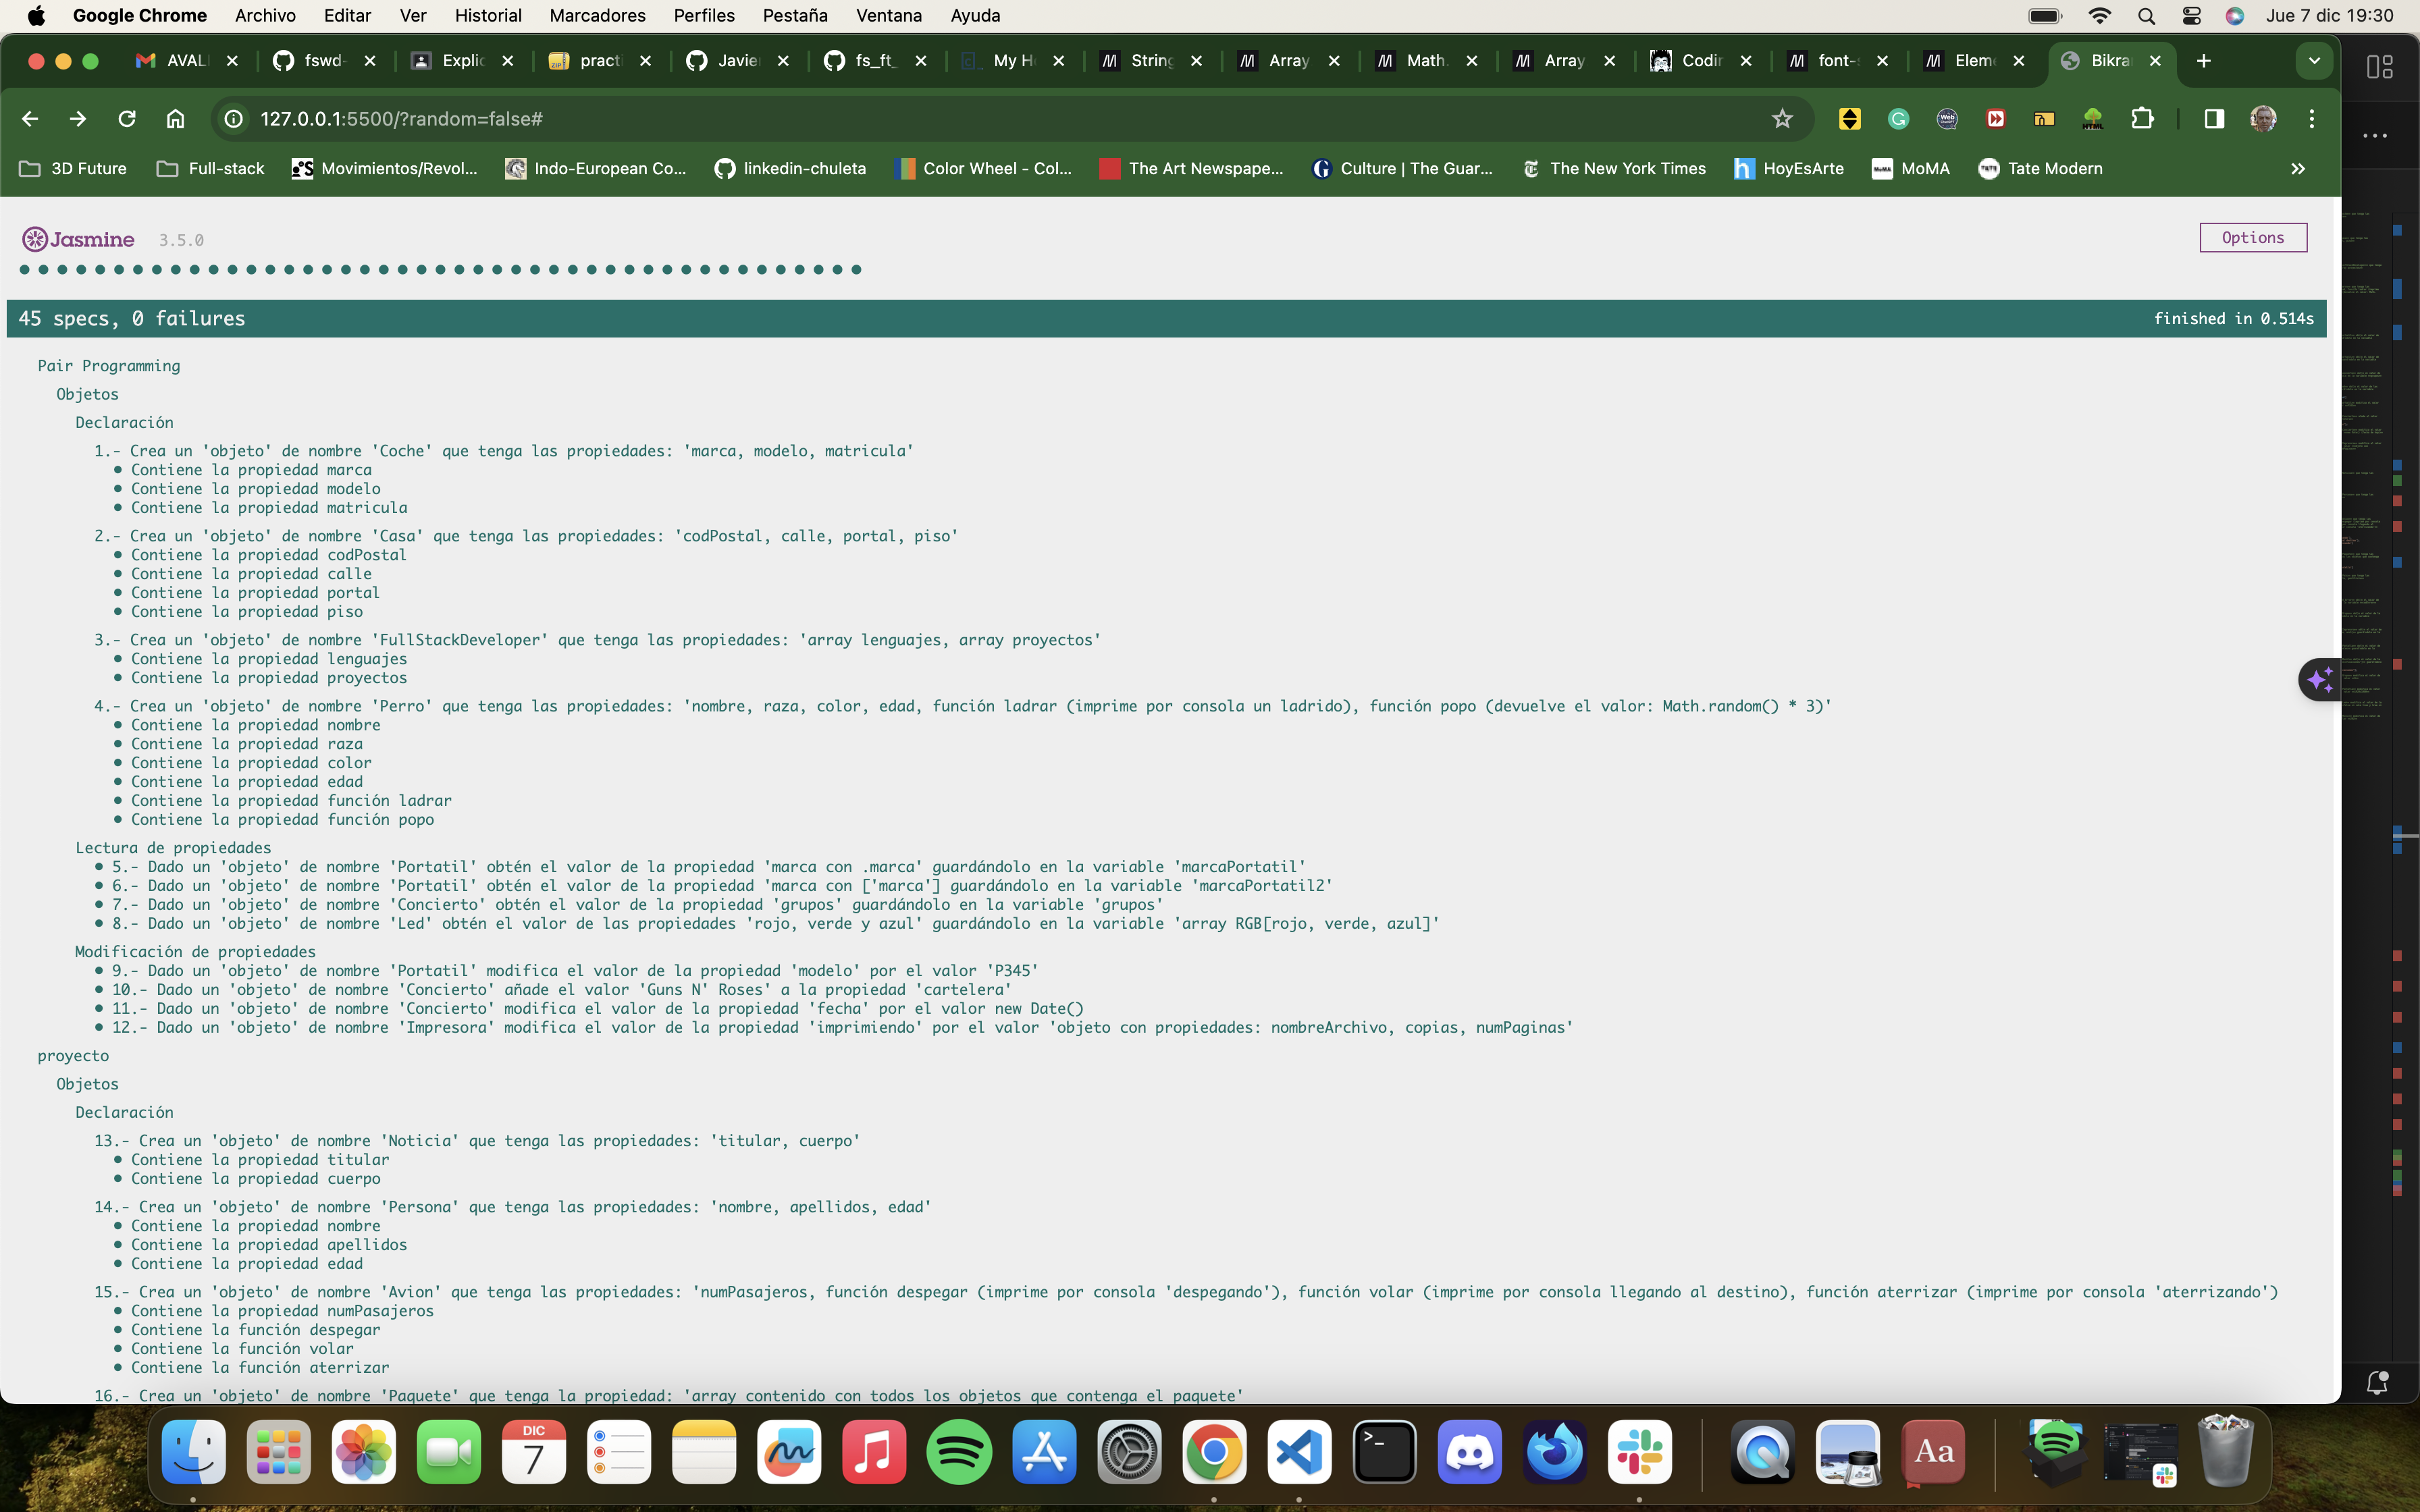 Google Chrome Archivo Editar Ver Historial Marcadores Perfiles Pestaña Ventana Ayuda Jue 7 dic 19:30
AVAL fswd- Explic practi Javie fs_ft_ My H String Array Math. Array Codir font- Elem Bikra
127.0.0.1:5500/?random=false#
3D Future Full-stack Movimientos/Revol... Indo-European Co... linkedin-chuleta Color Wheel - Col... The Art Newspape... Culture | The Guar... The New York Times HoyEsArte MoMA Tate Modern
Jasmine 3.5.0 Options
45 specs, 0 failures finished in 0.514s
Pair Programming
Objetos
Declaración
1.- Crea un 'objeto' de nombre 'Coche' que tenga las propiedades: 'marca, modelo, matricula'
• Contiene la propiedad marca
• Contiene la propiedad modelo
• Contiene la propiedad matricula
2.- Crea un 'objeto' de nombre 'Casa' que tenga las propiedades: 'codPostal, calle, portal, piso'
• Contiene la propiedad codPostal
• Contiene la propiedad calle
• Contiene la propiedad portal
• Contiene la propiedad piso
3.- Crea un 'objeto' de nombre 'FullStackDeveloper' que tenga las propiedades: 'array lenguajes, array proyectos'
• Contiene la propiedad lenguajes
• Contiene la propiedad proyectos
4.- Crea un 'objeto' de nombre 'Perro' que tenga las propiedades: 'nombre, raza, color, edad, función ladrar (imprime por consola un ladrido), función popo (devuelve el valor: Math.random() * 3)'
• Contiene la propiedad nombre
• Contiene la propiedad raza
• Contiene la propiedad color
• Contiene la propiedad edad
• Contiene la propiedad función ladrar
• Contiene la propiedad función popo
Lectura de propiedades
• 5.- Dado un 'objeto' de nombre 'Portatil' obtén el valor de la propiedad 'marca con .marca' guardándolo en la variable 'marcaPortatil'
• 6.- Dado un 'objeto' de nombre 'Portatil' obtén el valor de la propiedad 'marca con ['marca'] guardándolo en la variable 'marcaPortatil2'
• 7.- Dado un 'objeto' de nombre 'Concierto' obtén el valor de la propiedad 'grupos' guardándolo en la variable 'grupos'
• 8.- Dado un 'objeto' de nombre 'Led' obtén el valor de las propiedades 'rojo, verde y azul' guardándolo en la variable 'array RGB[rojo, verde, azul]'
Modificación de propiedades
• 9.- Dado un 'objeto' de nombre 'Portatil' modifica el valor de la propiedad 'modelo' por el valor 'P345'
• 10.- Dado un 'objeto' de nombre 'Concierto' añade el valor 'Guns N' Roses' a la propiedad 'cartelera'
• 11.- Dado un 'objeto' de nombre 'Concierto' modifica el valor de la propiedad 'fecha' por el valor new Date()
• 12.- Dado un 'objeto' de nombre 'Impresora' modifica el valor de la propiedad 'imprimiendo' por el valor 'objeto con propiedades: nombreArchivo, copias, numPaginas'
proyecto
Objetos
Declaración
13.- Crea un 'objeto' de nombre 'Noticia' que tenga las propiedades: 'titular, cuerpo'
• Contiene la propiedad titular
• Contiene la propiedad cuerpo
14.- Crea un 'objeto' de nombre 'Persona' que tenga las propiedades: 'nombre, apellidos, edad'
• Contiene la propiedad nombre
• Contiene la propiedad apellidos
• Contiene la propiedad edad
15.- Crea un 'objeto' de nombre 'Avion' que tenga las propiedades: 'numPasajeros, función despegar (imprime por consola 'despegando'), función volar (imprime por consola llegando al destino), función aterrizar (imprime por consola 'aterrizando')
• Contiene la propiedad numPasajeros
• Contiene la función despegar
• Contiene la función volar
• Contiene la función aterrizar
16.- Crea un 'objeto' de nombre 'Paquete' que tenga la propiedad: 'array contenido con todos los objetos que contenga el paquete'
DIC
7
Aa